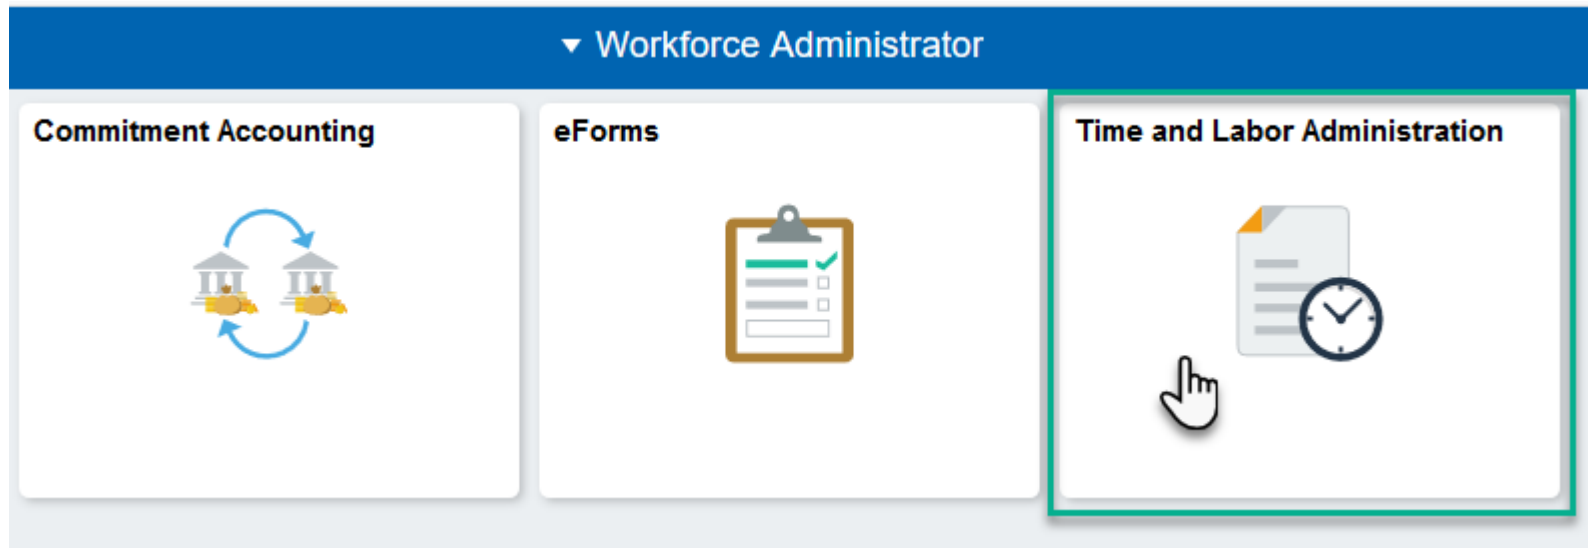 Workforce Administrator
Commitment Accounting
eForms
Time and Labor Administration